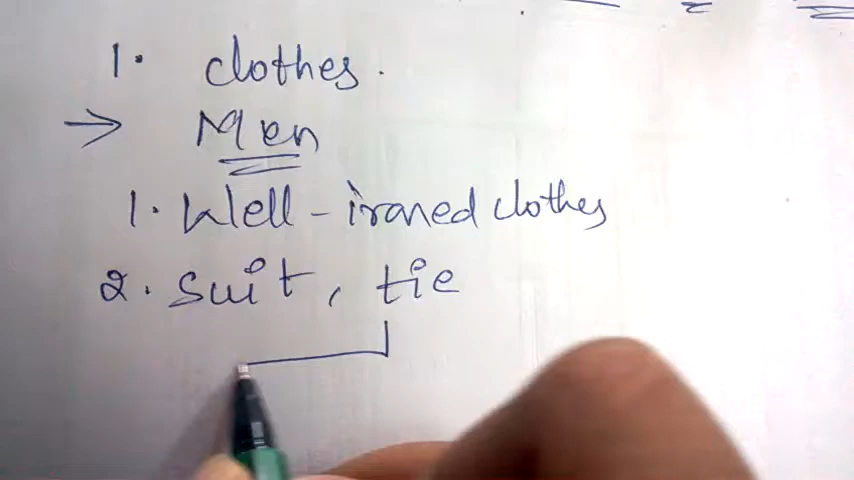 1. clothes.
→ Men
1. Well-ironed clothes
2. suit, tie